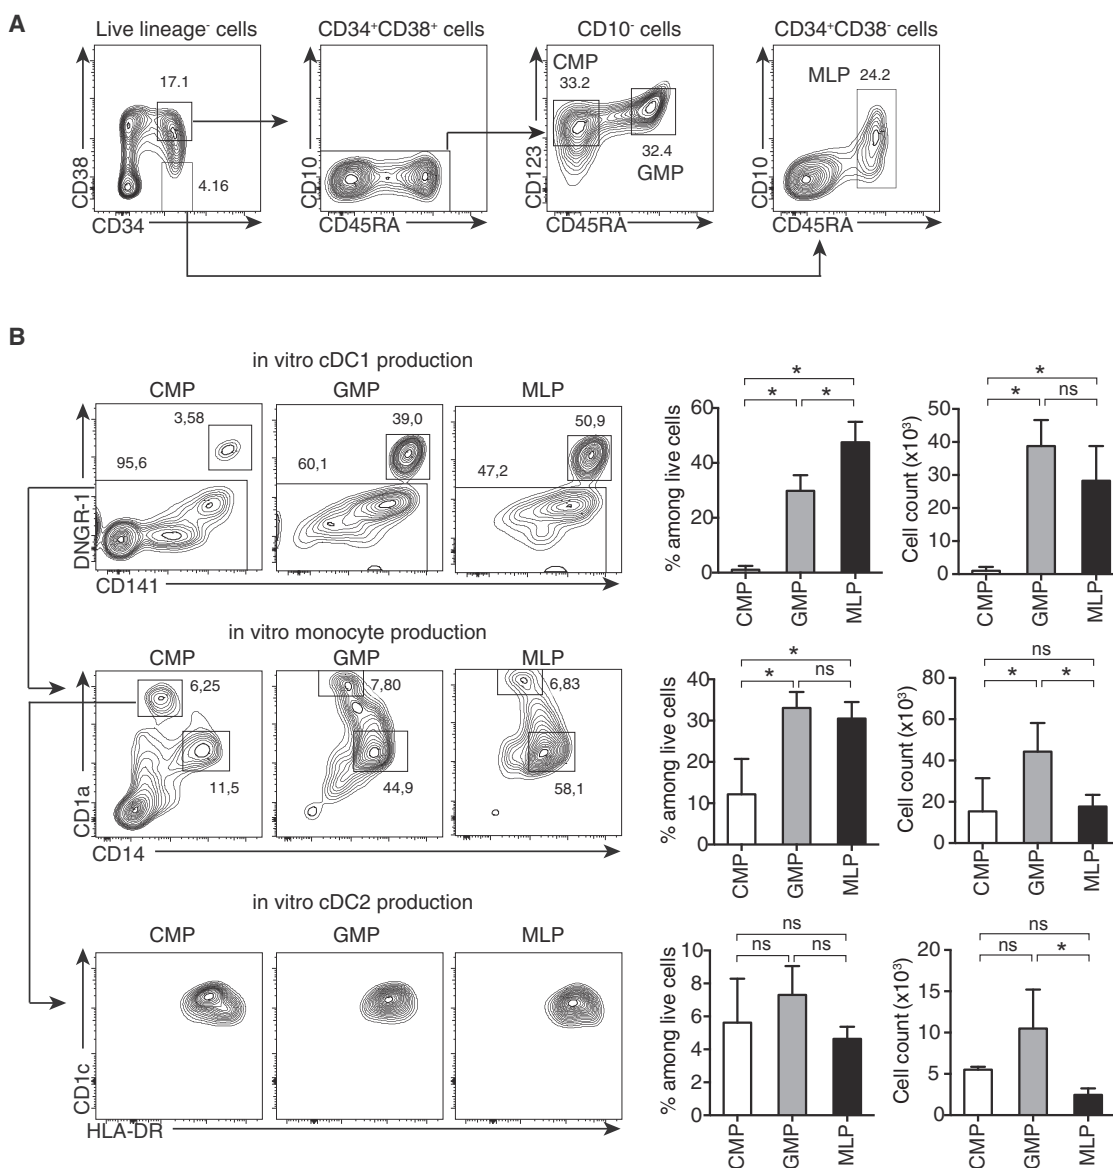 A
Live lineage⁻ cells
CD34⁺CD38⁺ cells
CD10⁻ cells
CD34⁺CD38⁻ cells
17.1
4.16
CD38
CD34
CD10
CD45RA
CMP
33.2
32.4
GMP
CD123
CD45RA
MLP 24.2
CD10
CD45RA
B
in vitro cDC1 production
CMP
GMP
MLP
3,58
95,6
39,0
60,1
50,9
47,2
DNGR-1
CD141
% among live cells
60
40
20
0
* * *
CMP
GMP
MLP
Cell count (x10³)
50
40
30
20
10
0
* * ns
CMP
GMP
MLP
in vitro monocyte production
CMP
GMP
MLP
6,25
11,5
7,80
44,9
6,83
58,1
CD1a
CD14
% among live cells
40
30
20
10
0
*
* ns
CMP
GMP
MLP
Cell count (x10³)
80
60
40
20
0
ns
* *
CMP
GMP
MLP
in vitro cDC2 production
CMP
GMP
MLP
CD1c
HLA-DR
% among live cells
10
8
6
4
2
0
ns
ns ns
CMP
GMP
MLP
Cell count (x10³)
20
15
10
5
0
ns
ns *
CMP
GMP
MLP